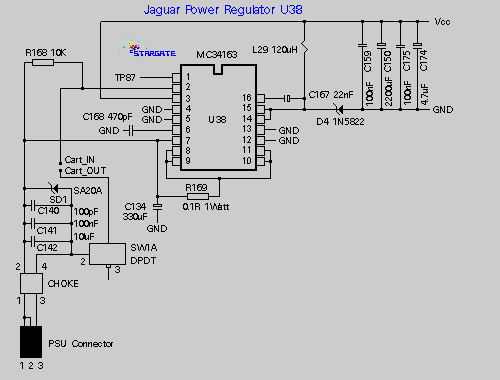 Jaguar Power Regulator U38
Vcc
R168 10K
STARGATE
MC34163
L29 120uH
C159
100nF
C150
2200uF
C175
100nF
C174
4.7uF
TP87
1
2
3
4
5
6
7
8
9
16
15
14
13
12
11
10
U38
C167 22nF
GND
D4 1N5822
GND
GND
C168 470pF
GND
GND
GND
Cart_IN
Cart_OUT
R169
0.1R 1Watt
SA20A
SD1
C140
100pF
C141
100nF
C142
10uF
C134
330uF
GND
SW1A
DPDT
2
3
2
4
CHOKE
1
3
PSU Connector
1 2 3